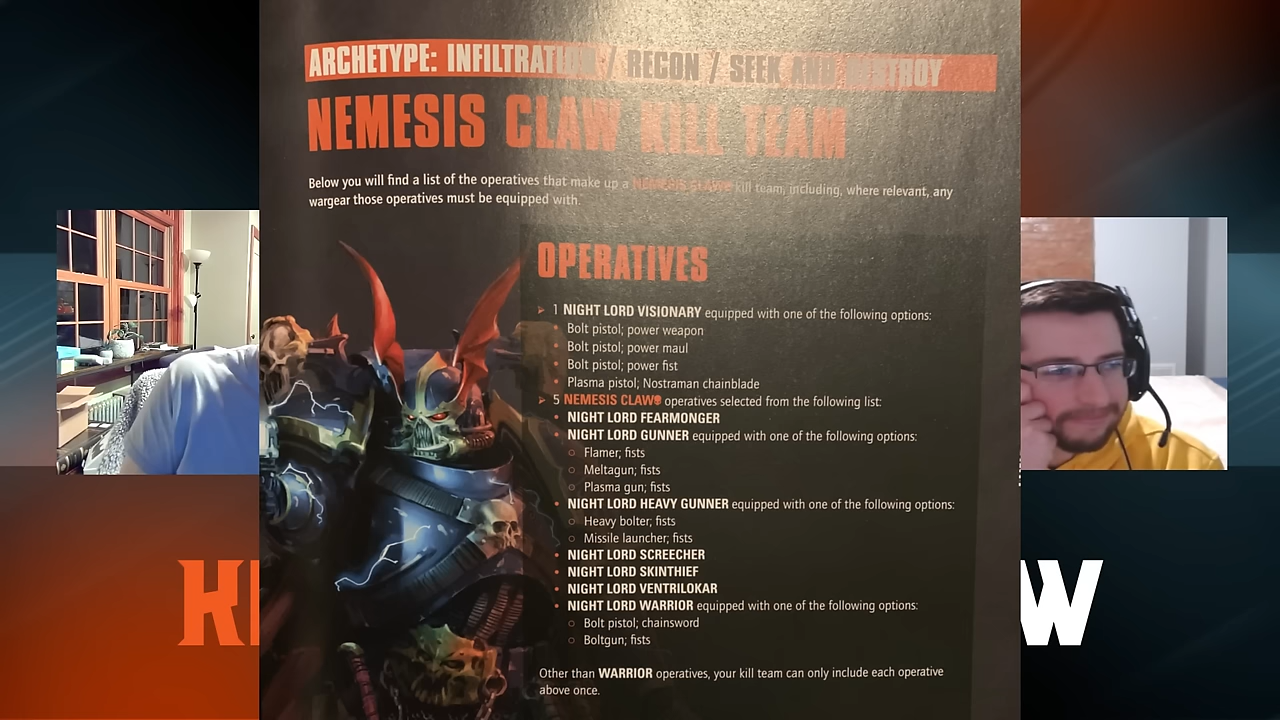 ARCHETYPE: INFILTRATION / RECON / SEEK AND DESTROY
NEMESIS CLAW KILL TEAM
Below you will find a list of the operatives that make up a NEMESIS CLAW kill team, including, where relevant, any
wargear those operatives must be equipped with.
OPERATIVES
1 NIGHT LORD VISIONARY equipped with one of the following options:
• Bolt pistol; power weapon
• Bolt pistol; power maul
• Bolt pistol; power fist
• Plasma pistol; Nostraman chainblade
5 NEMESIS CLAW operatives selected from the following list:
• NIGHT LORD FEARMONGER
• NIGHT LORD GUNNER equipped with one of the following options:
○ Flamer; fists
○ Meltagun; fists
○ Plasma gun; fists
• NIGHT LORD HEAVY GUNNER equipped with one of the following options:
○ Heavy bolter; fists
○ Missile launcher; fists
• NIGHT LORD SCREECHER
• NIGHT LORD SKINTHIEF
• NIGHT LORD VENTRILOKAR
• NIGHT LORD WARRIOR equipped with one of the following options:
○ Bolt pistol; chainsword
○ Boltgun; fists
Other than WARRIOR operatives, your kill team can only include each operative
above once.